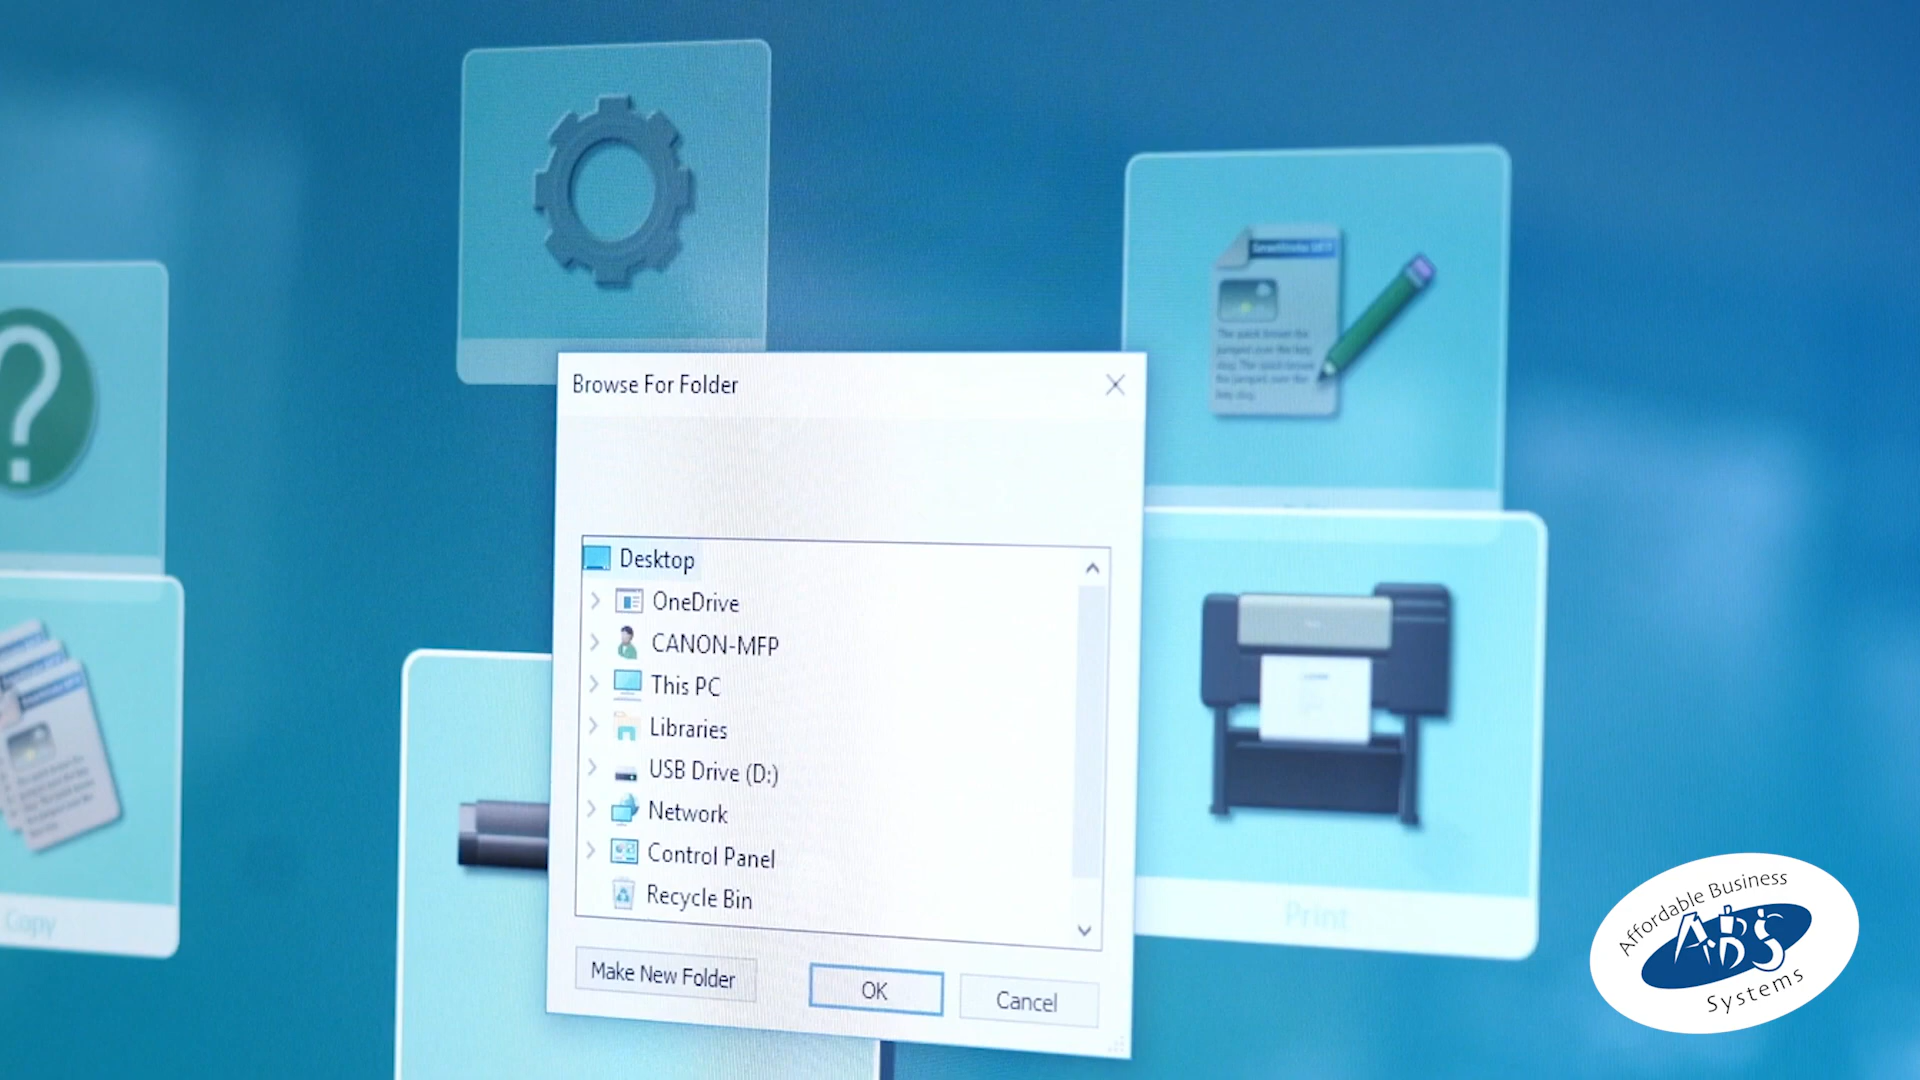 Browse For Folder
Desktop
OneDrive
CANON-MFP
This PC
Libraries
USB Drive (D:)
Network
Control Panel
Recycle Bin
Make New Folder
OK
Cancel
Copy
Print
Affordable Business
ABS
Systems